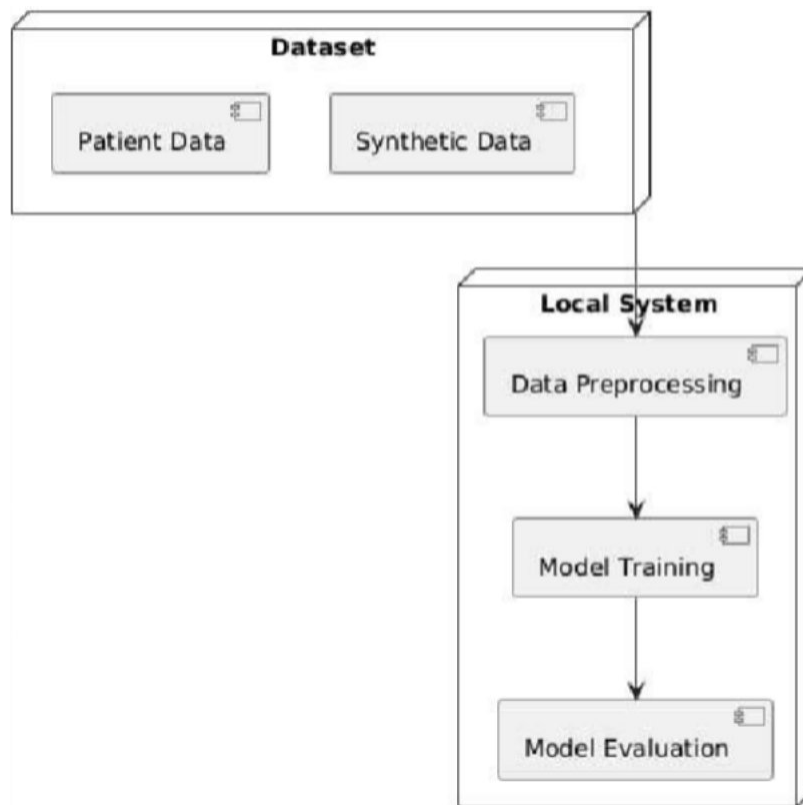 Dataset
Patient Data
Synthetic Data
Local System
Data Preprocessing
Model Training
Model Evaluation